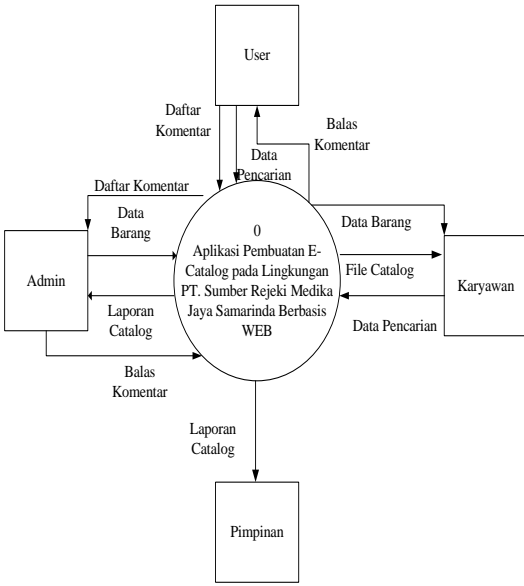 User
Daftar
Komentar
Balas
Komentar
Data
Pencarian
Daftar Komentar
Data
Barang
Data Barang
0
Aplikasi Pembuatan E-
Catalog pada Lingkungan
PT. Sumber Rejeki Medika
Jaya Samarinda Berbasis
WEB
Admin
File Catalog
Karyawan
Laporan
Catalog
Data Pencarian
Balas
Komentar
Laporan
Catalog
Pimpinan